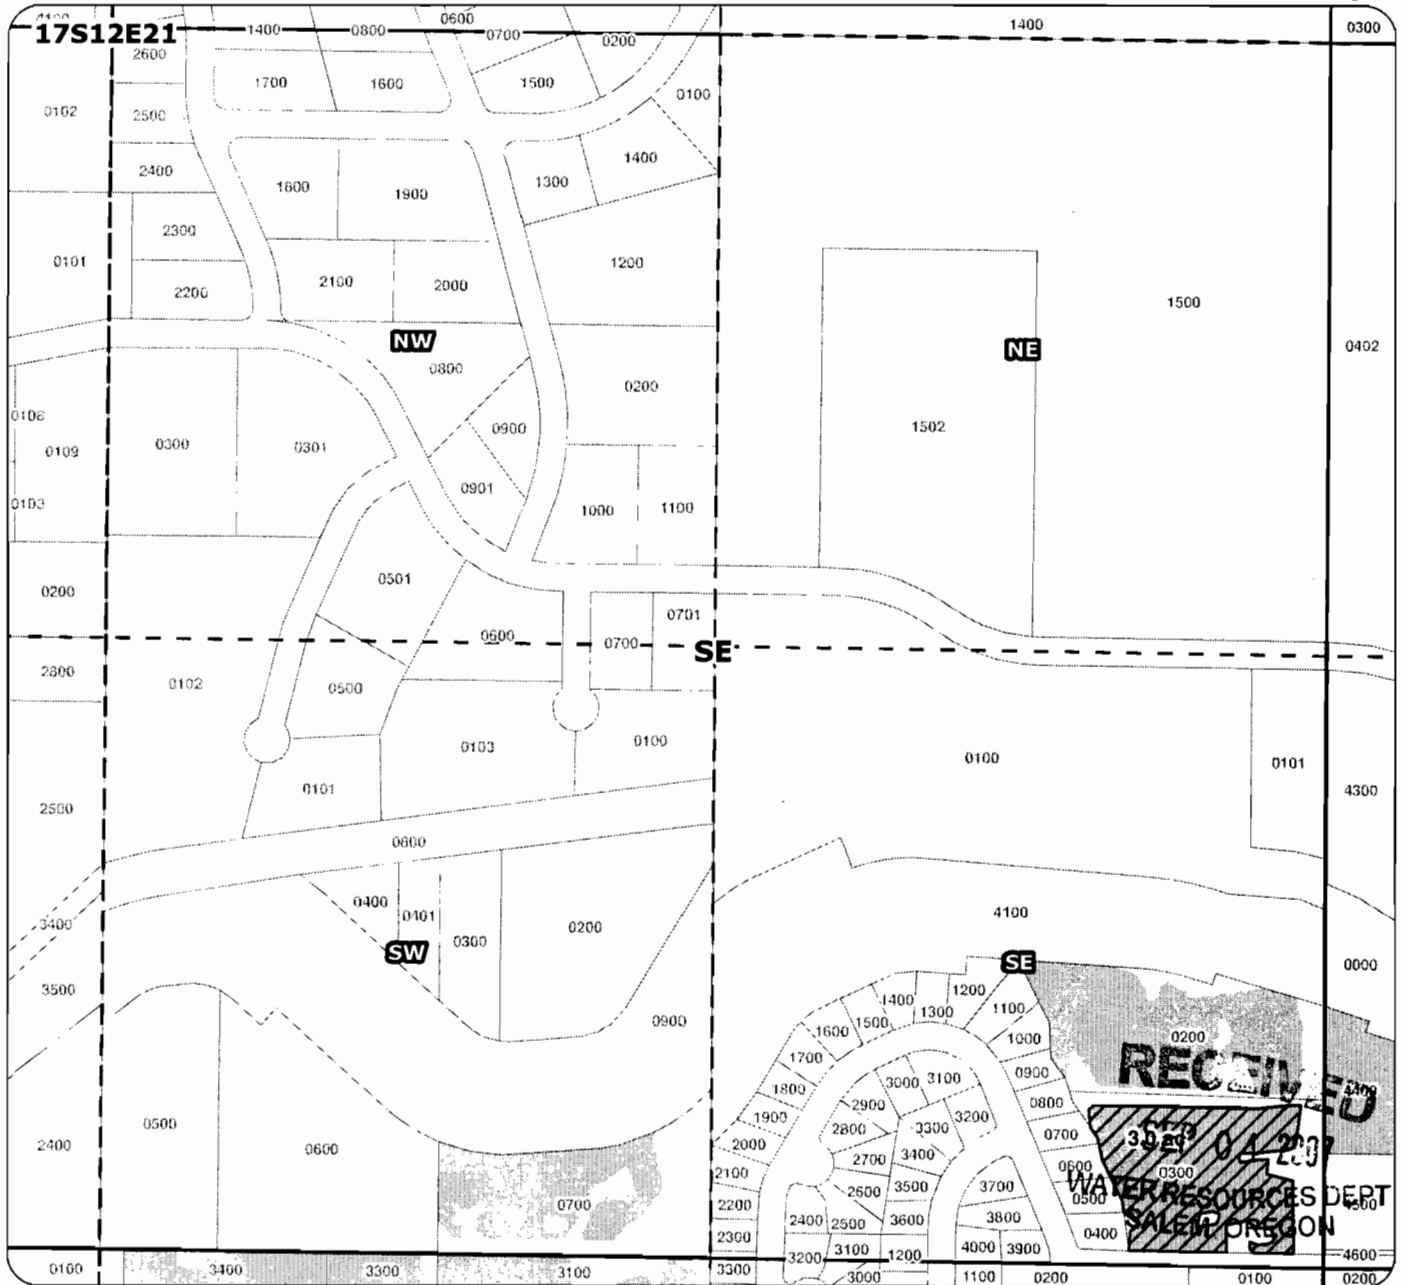 17S12E21
1400 0800 0600 0700 0200 1400 0300
2600
1700 1600 1500 0100
0102 2500
2400 1800 1900 1300 1400
2300
0101 2200 2100 2000 1200 1500
NW NE
0800 0200 0402
0109 0300 0301 0900 1502
0103 0901 1000 1100
0200 0501 0701
0600 0700 SE
2800 0102 0500
0103 0100 0100 0101
2500 0101 4300
0800
0400 0401 0300 0200 4100
3400 SW SE 0000
3500 0900
1200 1400 1300 1100
1600 1500 1000 0200
1700 3000 3100 0900
RECEIVED
1800 2900 3200 0800 4400
1900 2800 3300 0700
0500 2000 2700 3400 0600 0300
2400 0600 2100 2600 3500 3700 0500
WATER RESOURCES DEPT
0700 2200 3600 3800 4500
SALEM, OREGON
2400 2500 0400
2300 3200 3100 1200 4000 3900 4600
0100 3400 3300 3100 3300 3000 1100 0200 0100 0200